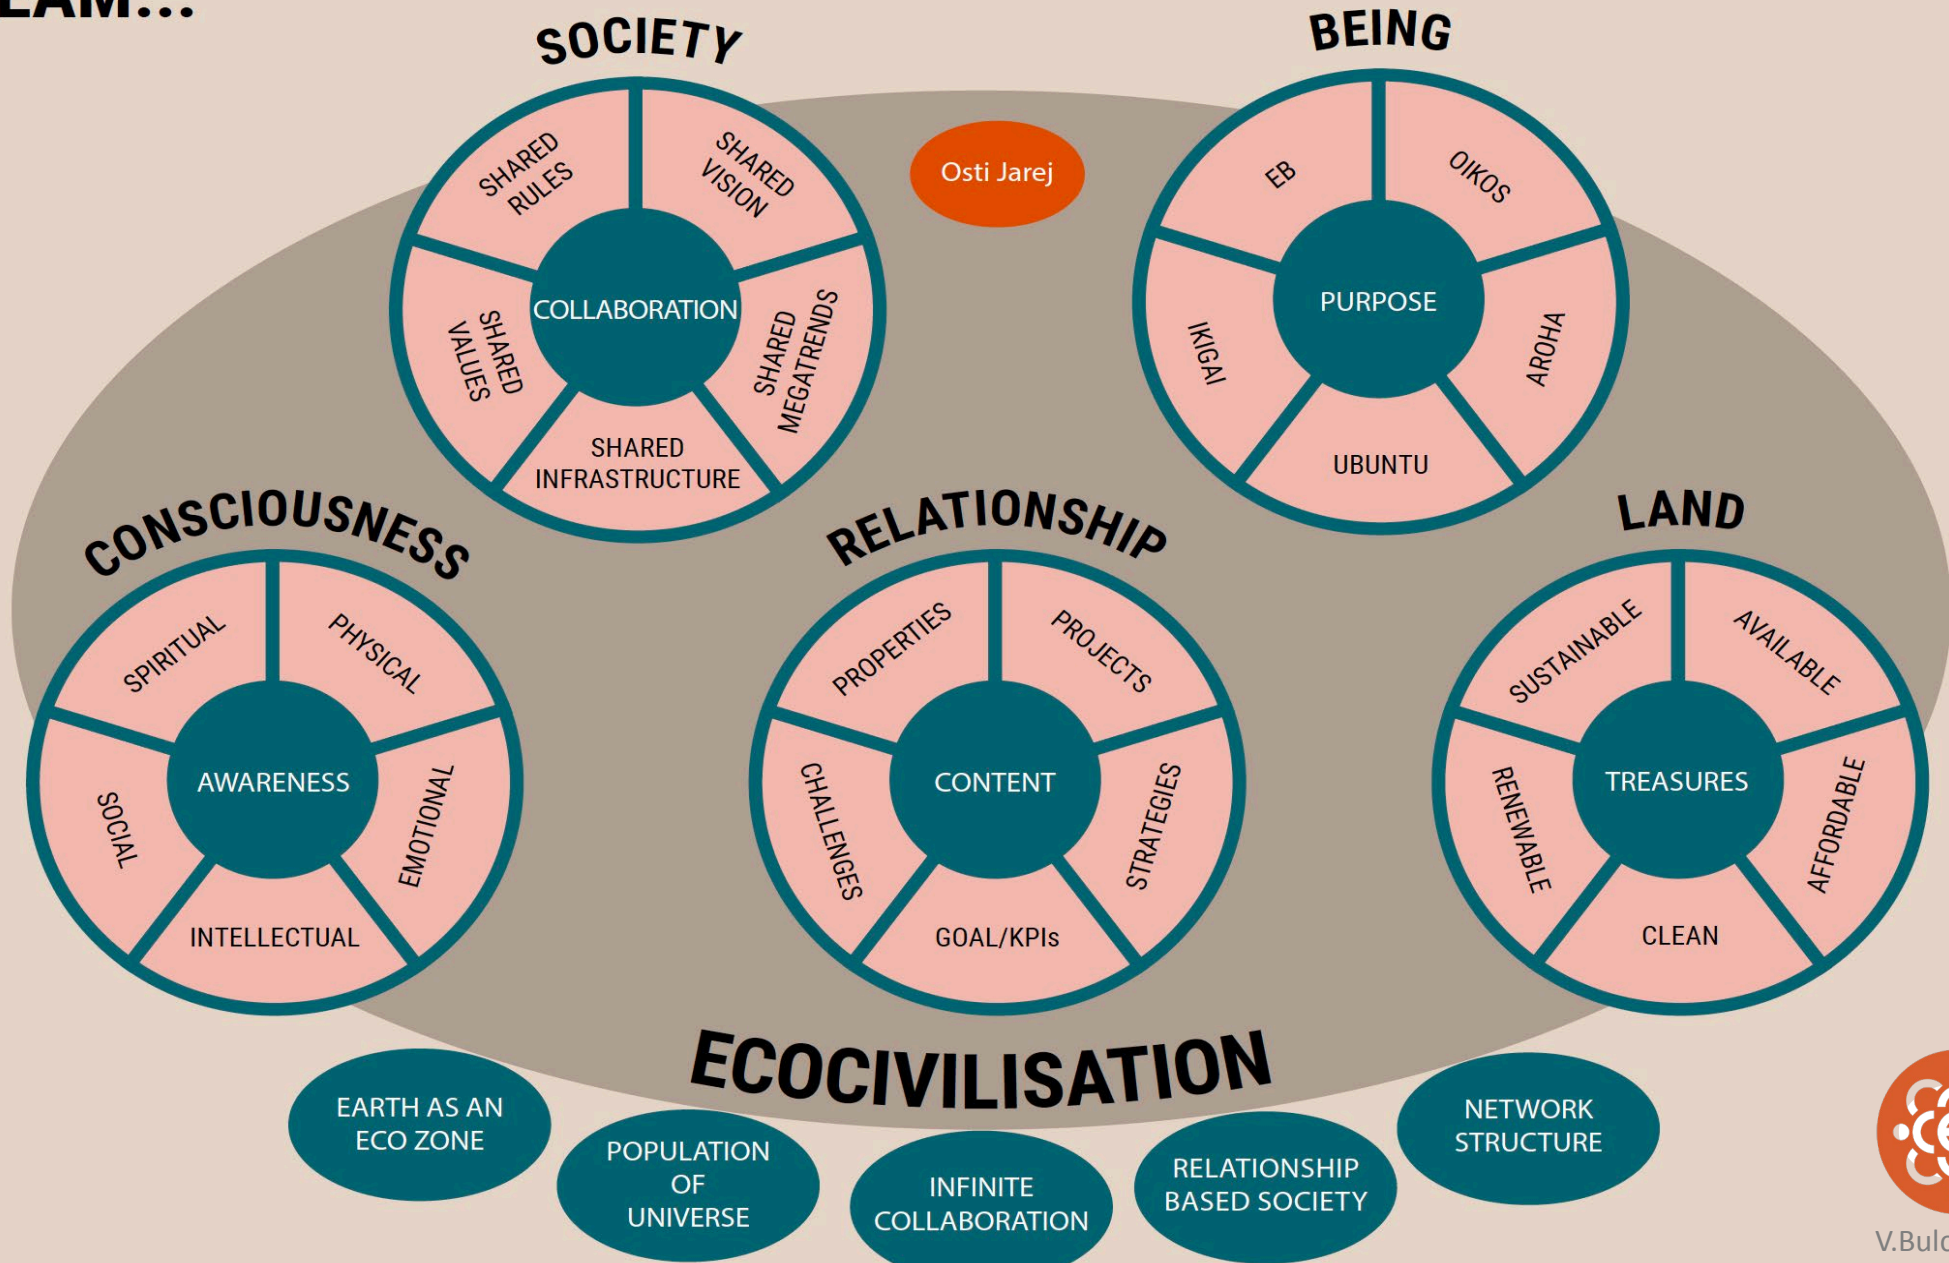 SOCIETY
BEING
SHARED
RULES
SHARED
VISION
SHARED
VALUES
COLLABORATION
SHARED
MEGATRENDS
SHARED
INFRASTRUCTURE
Osti Jarej
EB
OIKOS
IKIGAI
PURPOSE
AROHA
UBUNTU
CONSCIOUSNESS
RELATIONSHIP
LAND
SPIRITUAL
PHYSICAL
SOCIAL
AWARENESS
EMOTIONAL
INTELLECTUAL
PROPERTIES
PROJECTS
CHALLENGES
CONTENT
STRATEGIES
GOAL/KPIs
SUSTAINABLE
AVAILABLE
RENEWABLE
TREASURES
AFFORDABLE
CLEAN
ECOCIVILISATION
EARTH AS AN
ECO ZONE
POPULATION
OF
UNIVERSE
INFINITE
COLLABORATION
RELATIONSHIP
BASED SOCIETY
NETWORK
STRUCTURE